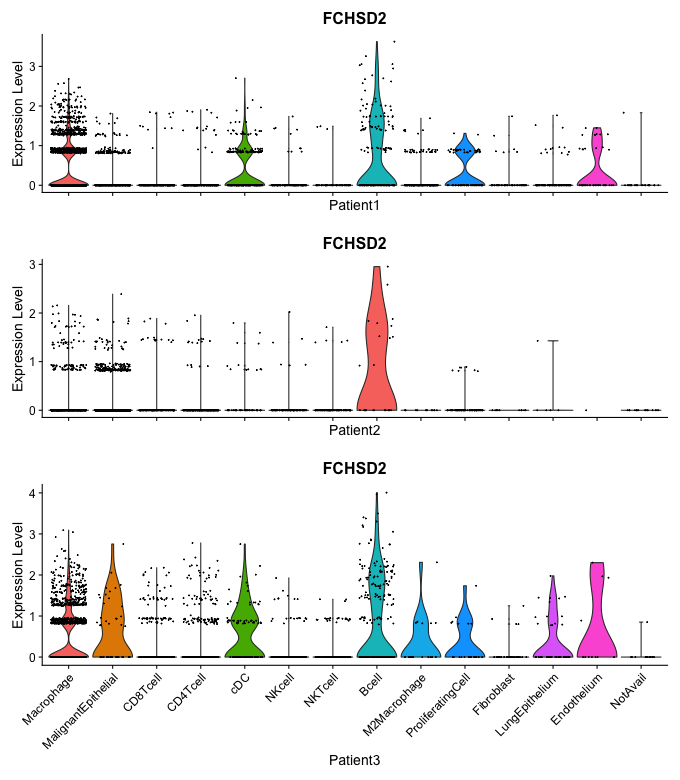 FCHSD2
Expression Level
3
2
1
0
Patient1
FCHSD2
Expression Level
3
2
1
0
Patient2
FCHSD2
Expression Level
4
3
2
1
0
Macrophage
MalignantEpithelial
CD8Tcell
CD4Tcell
cDC
NKcell
NKTcell
Bcell
M2Macrophage
ProliferatingCell
Fibroblast
LungEpithelium
Endothelium
NotAvail
Patient3